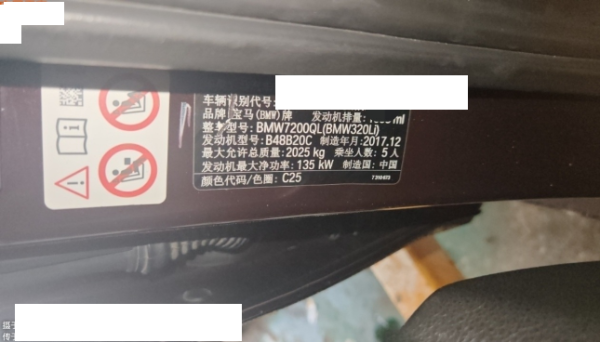 车辆识别代号:
品牌:宝马(BMW)牌 发动机排量: ml
整车型号: BMW7200QL(BMW320Li)
发动机型号: B48B20C 制造年月:2017.12
最大允许总质量: 2025 kg 乘坐人数: 5 人
发动机最大净功率: 135 kW 制造国: 中国
颜色代码/色圈: C25